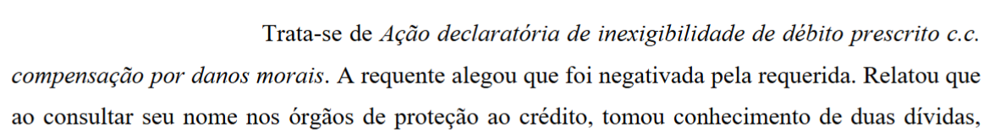 Trata-se de Ação declaratória de inexigibilidade de débito prescrito c.c.
compensação por danos morais. A requente alegou que foi negativada pela requerida. Relatou que
ao consultar seu nome nos órgãos de proteção ao crédito, tomou conhecimento de duas dívidas,